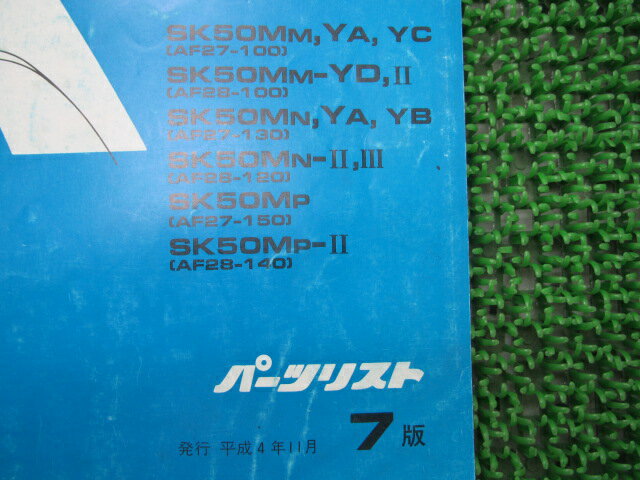 SK50MM, YA, YC
(AF27-100)
SK50MM-YD, II
(AF28-100)
SK50MN, YA, YB
(AF27-130)
SK50MN-II, III
(AF28-120)
SK50MP
(AF27-150)
SK50MP-II
(AF28-140)
パーツリスト
発行 平成4年11月 7版